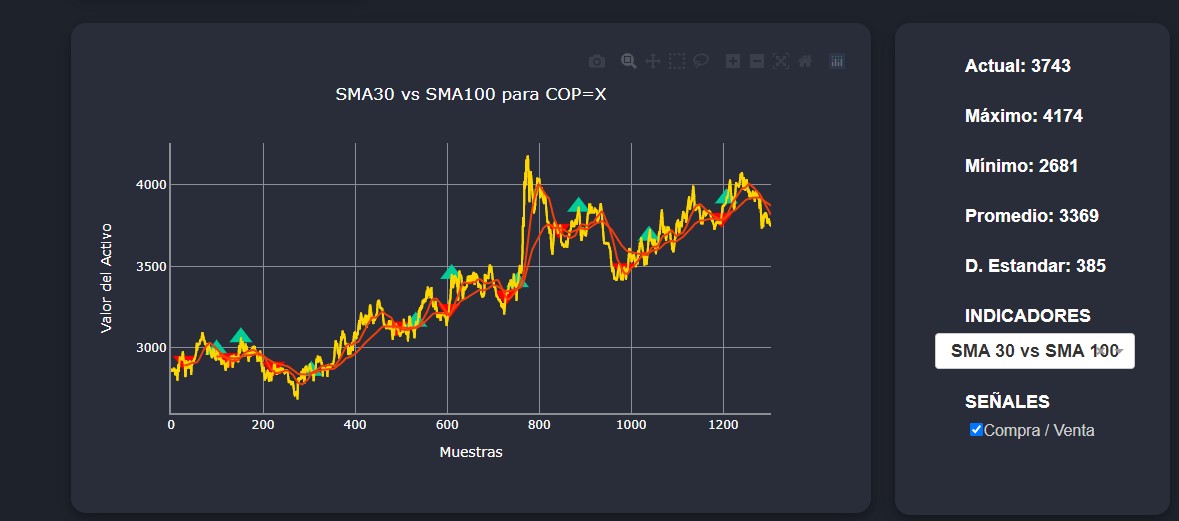 SMA30 vs SMA100 para COP=X
Valor del Activo
4000
3500
3000
0 200 400 600 800 1000 1200
Muestras
Actual: 3743
Máximo: 4174
Mínimo: 2681
Promedio: 3369
D. Estandar: 385
INDICADORES
SMA 30 vs SMA 100
SEÑALES
Compra / Venta